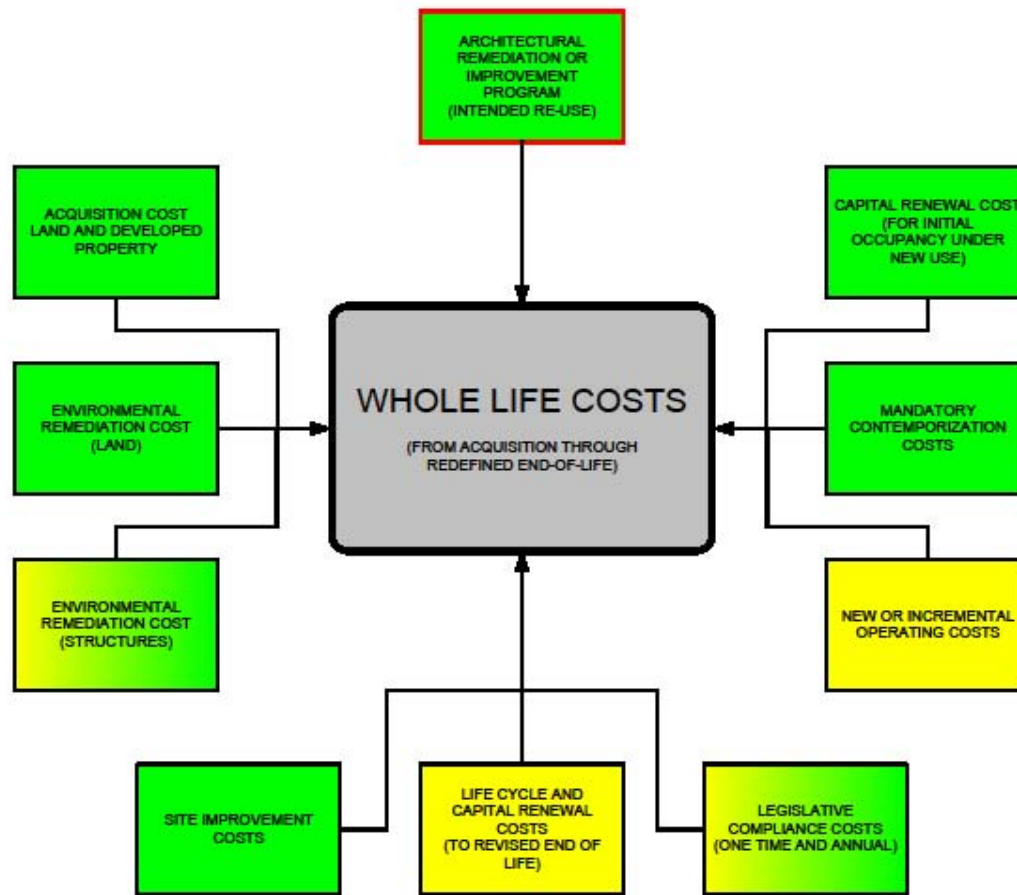 ARCHITECTURAL
REMEDIATION OR
IMPROVEMENT
PROGRAM
(INTENDED RE-USE)
ACQUISITION COST
LAND AND DEVELOPED
PROPERTY
CAPITAL RENEWAL COST
(FOR INITIAL
OCCUPANCY UNDER
NEW USE)
WHOLE LIFE COSTS
(FROM ACQUISITION THROUGH
REDEFINED END-OF-LIFE)
ENVIRONMENTAL
REMEDIATION COST
(LAND)
MANDATORY
CONTEMPORIZATION
COSTS
ENVIRONMENTAL
REMEDIATION COST
(STRUCTURES)
NEW OR INCREMENTAL
OPERATING COSTS
SITE IMPROVEMENT
COSTS
LIFE CYCLE AND
CAPITAL RENEWAL
COSTS
(TO REVISED END OF
LIFE)
LEGISLATIVE
COMPLIANCE COSTS
(ONE TIME AND ANNUAL)